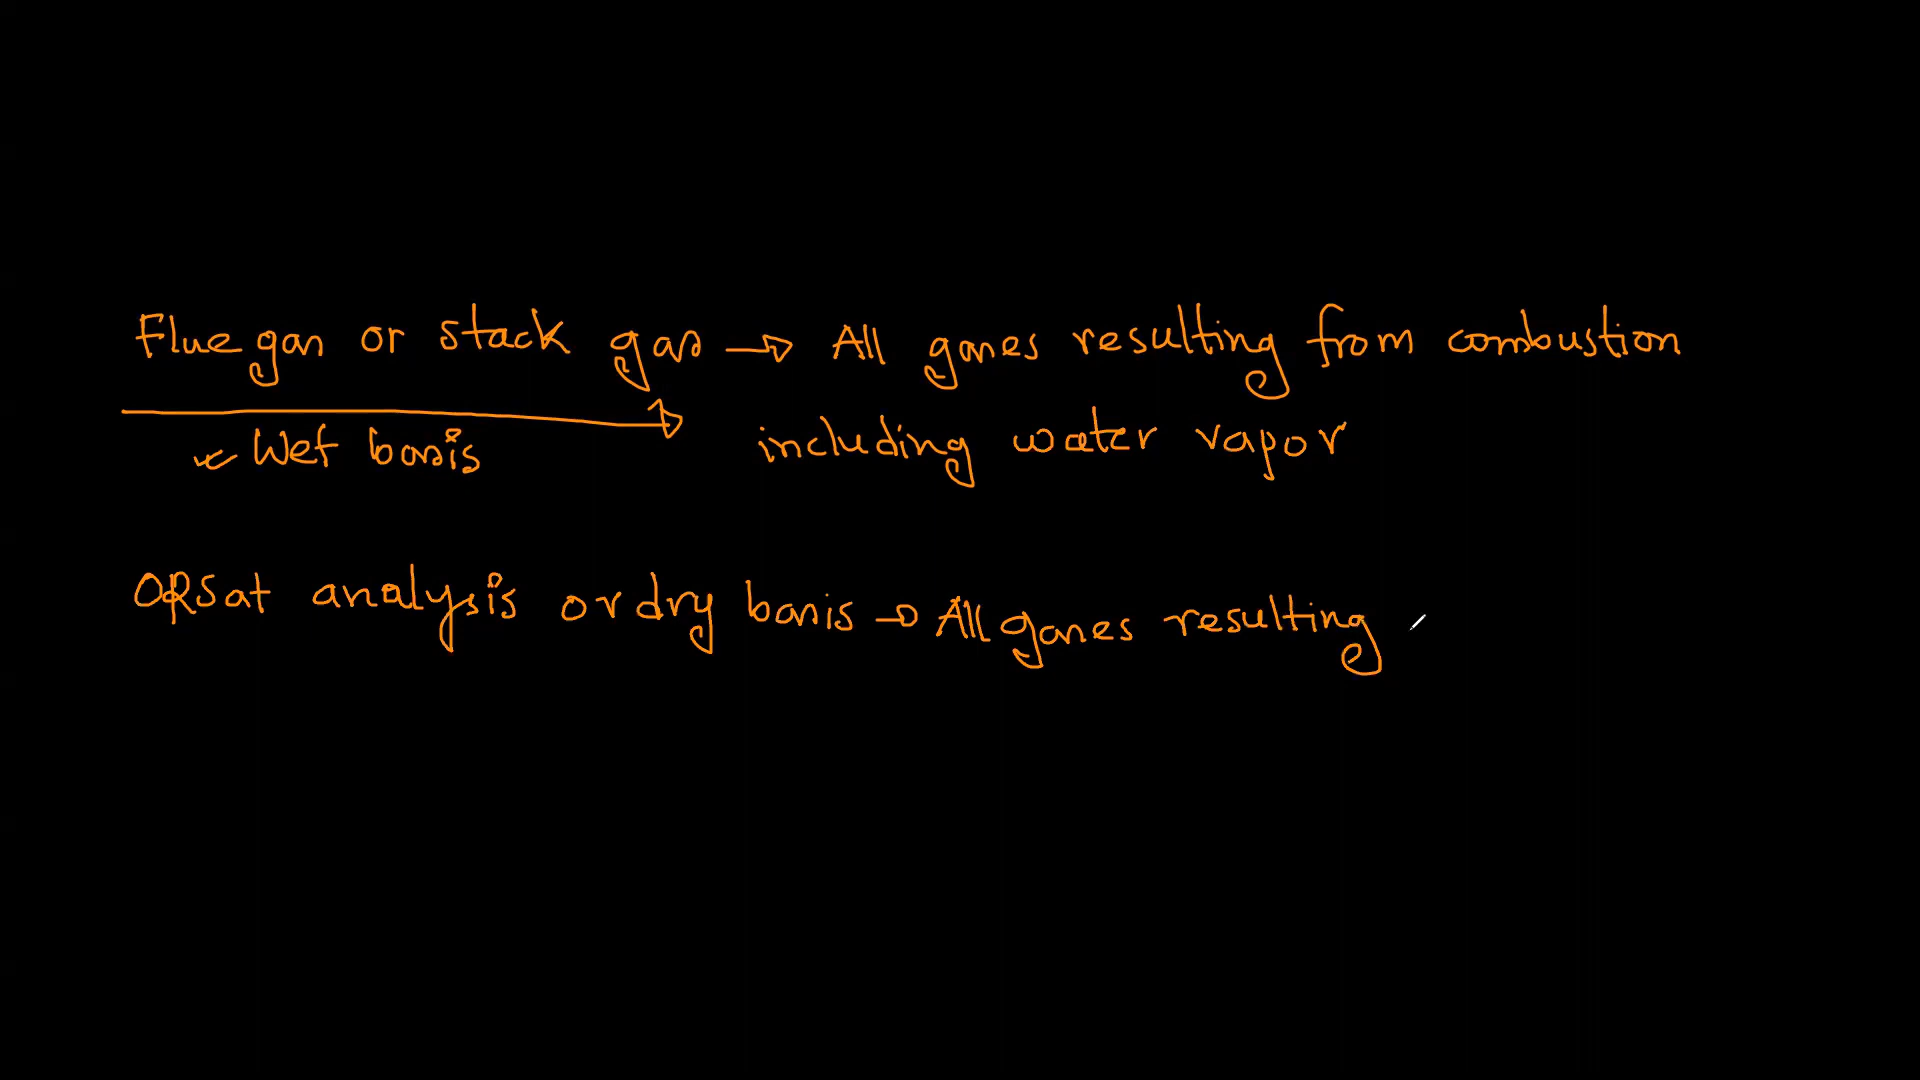 Flue gas or stack gas → All gases resulting from combustion
✓ Wet basis including water vapor
ORSat analysis or dry basis → All gases resulting